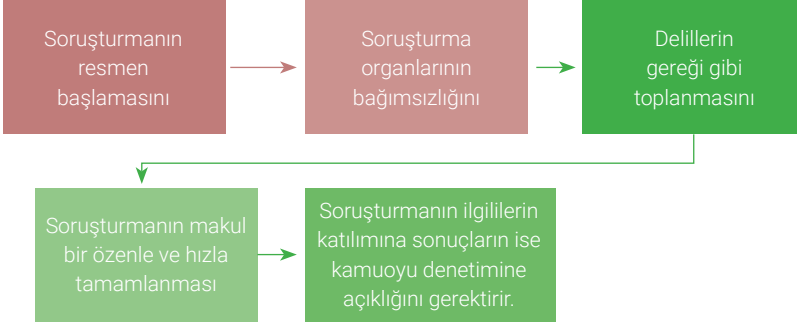 Soruşturmanın
resmen
başlamasını
Soruşturma
organlarının
bağımsızlığını
Delillerin
gereği gibi
toplanmasını
Soruşturmanın makul
bir özenle ve hızla
tamamlanması
Soruşturmanın ilgililerin
katılımına sonuçların ise
kamuoyu denetimine
açıklığını gerektirir.